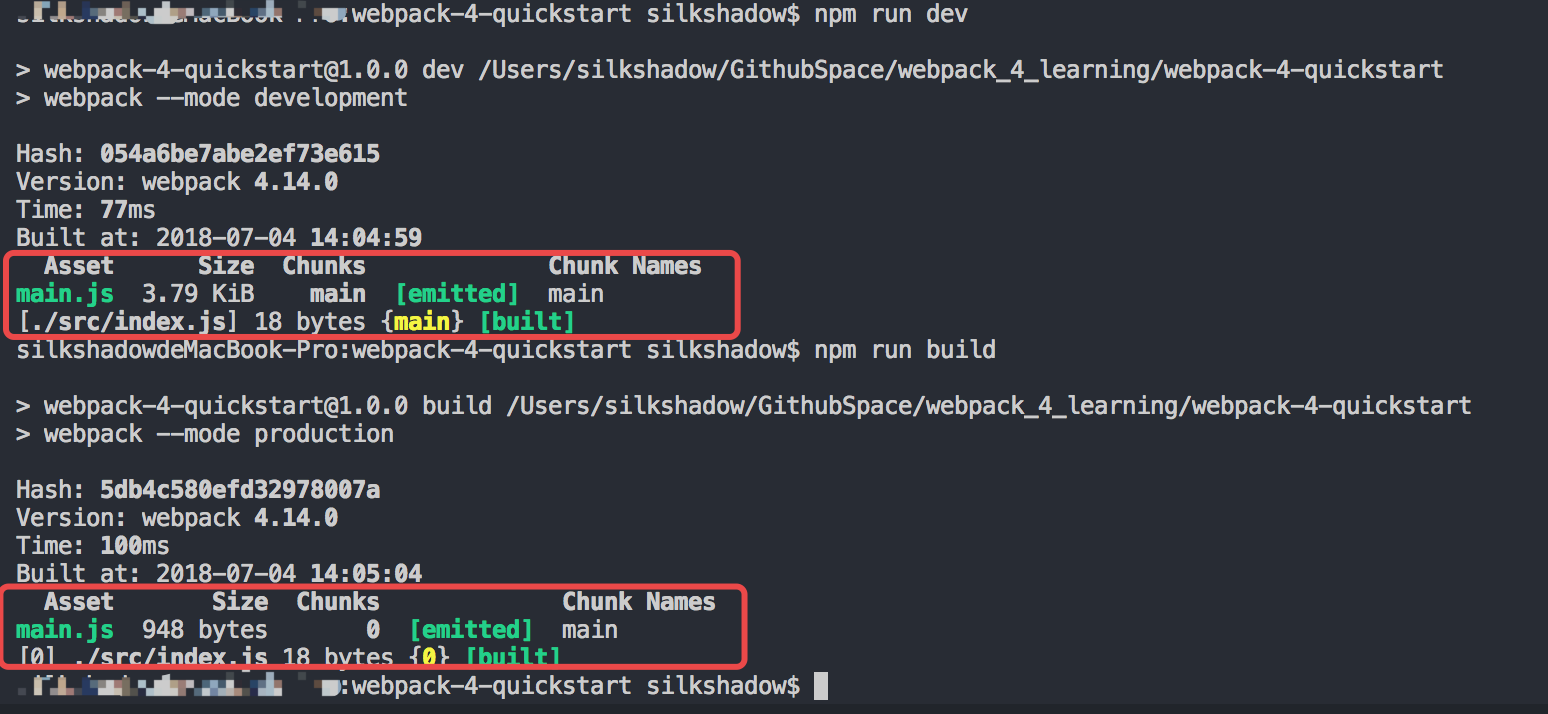 :webpack-4-quickstart silkshadow$ npm run dev
> webpack-4-quickstart@1.0.0 dev /Users/silkshadow/GithubSpace/webpack_4_learning/webpack-4-quickstart
> webpack --mode development
Hash: 054a6be7abe2ef73e615
Version: webpack 4.14.0
Time: 77ms
Built at: 2018-07-04 14:04:59
Asset Size Chunks Chunk Names
main.js 3.79 KiB main [emitted] main
[./src/index.js] 18 bytes {main} [built]
silkshadowdeMacBook-Pro:webpack-4-quickstart silkshadow$ npm run build
> webpack-4-quickstart@1.0.0 build /Users/silkshadow/GithubSpace/webpack_4_learning/webpack-4-quickstart
> webpack --mode production
Hash: 5db4c580efd32978007a
Version: webpack 4.14.0
Time: 100ms
Built at: 2018-07-04 14:05:04
Asset Size Chunks Chunk Names
main.js 948 bytes 0 [emitted] main
[0] ./src/index.js 18 bytes {0} [built]
:webpack-4-quickstart silkshadow$